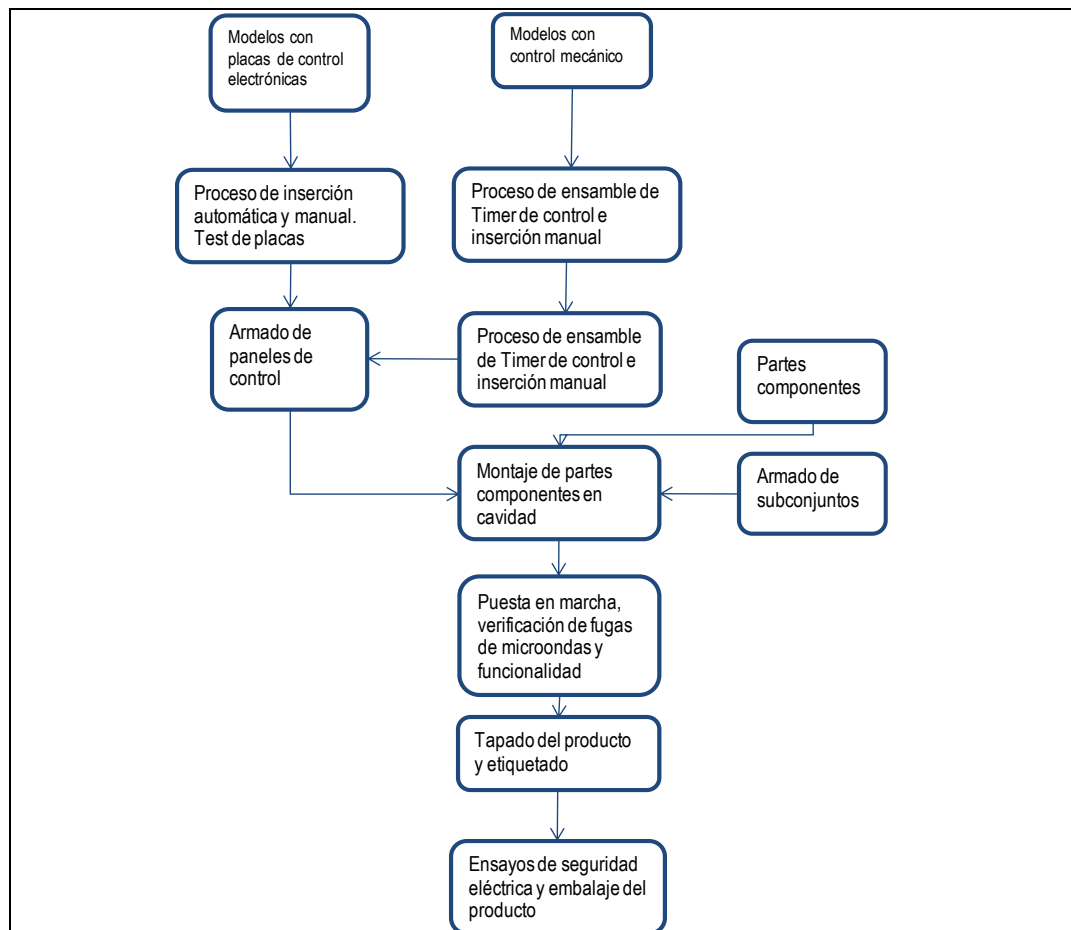 Modelos con
placas de control
electrónicas
Modelos con
control mecánico
Proceso de inserción
automática y manual.
Test de placas
Proceso de ensamble de
Timer de control e
inserción manual
Armado de
paneles de
control
Proceso de ensamble
de Timer de control e
inserción manual
Partes
componentes
Montaje de partes
componentes en
cavidad
Armado de
subconjuntos
Puesta en marcha,
verificación de fugas
de microondas y
funcionalidad
Tapado del producto
y etiquetado
Ensayos de seguridad
eléctrica y embalaje del
producto